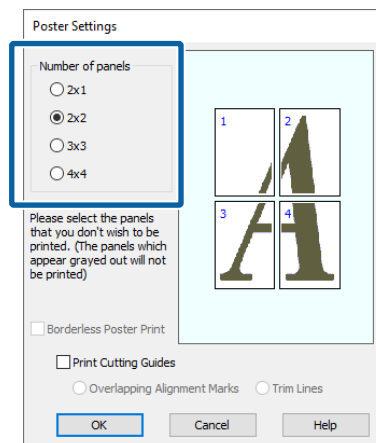 Poster Settings
Number of panels
2x1
2x2
3x3
4x4
1
2
3
4
Please select the panels
that you don't wish to be
printed. (The panels which
appear grayed out will not
be printed)
Borderless Poster Print
Print Cutting Guides
Overlapping Alignment Marks
Trim Lines
OK
Cancel
Help